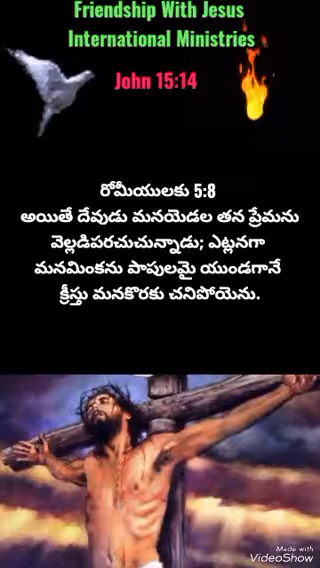 Friendship With Jesus
International Ministries
John 15:14
రోమీయులకు 5:8
అయితే దేవుడు మనయెడల తన ప్రేమను
వెల్లడిపరచుచున్నాడు; ఎట్లనగా
మనమింకను పాపులమై యుండగానే
క్రీస్తు మనకొరకు చనిపోయెను.
Made with
VideoShow